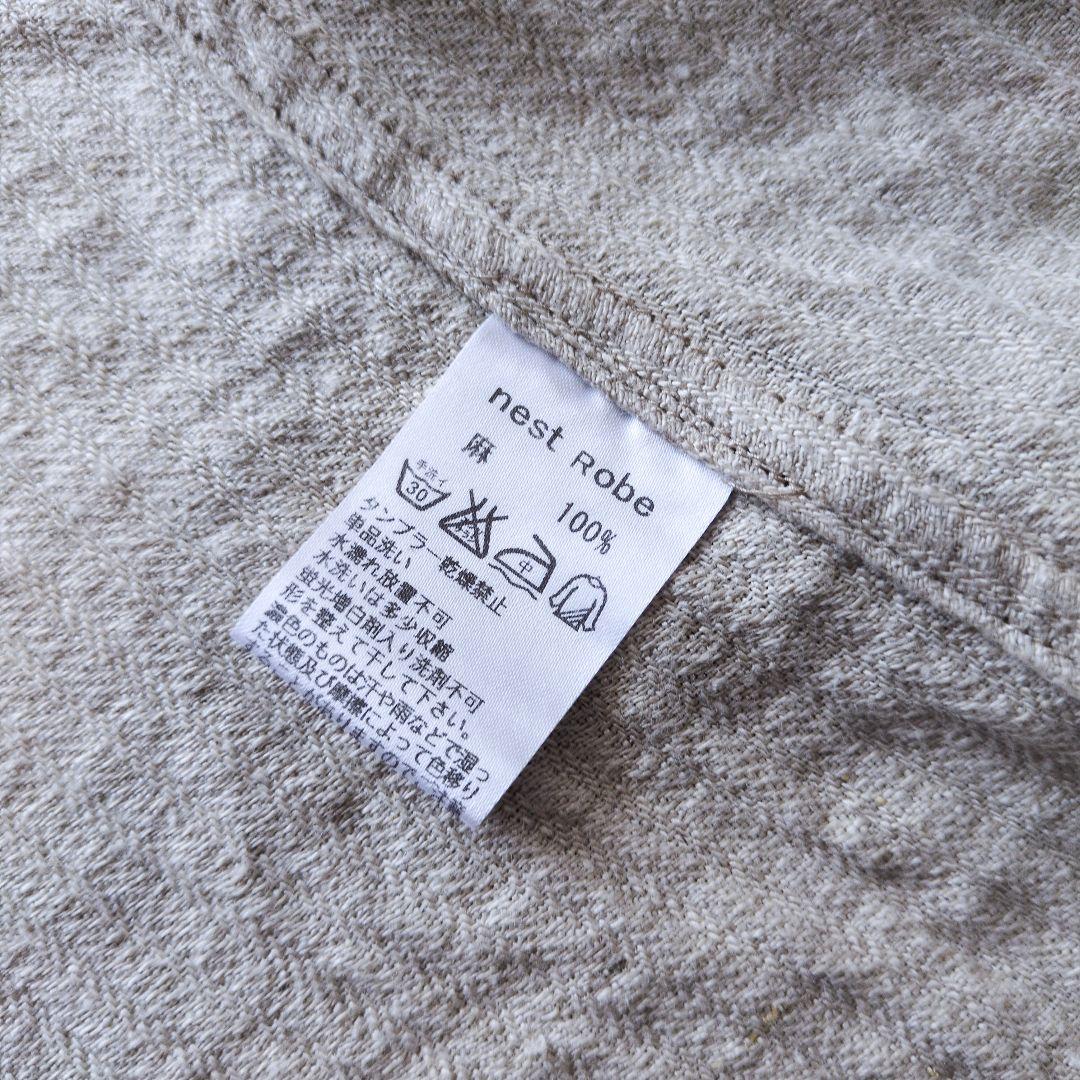 nest Robe
麻 100%
手洗イ
30
中
タンブラー乾燥禁止
単品洗い
水濡れ放置不可
水洗いは多少収縮
蛍光増白剤入り洗剤不可
形を整えて干して下さい。
濃色のものは汗や雨などで湿っ
た状態及び摩擦によって色移り